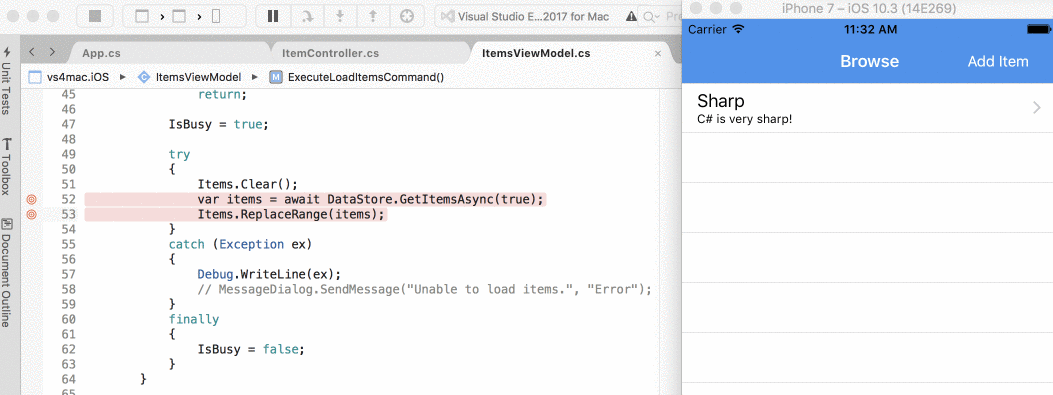 Visual Studio E...2017 for Mac
App.cs
ItemController.cs
ItemsViewModel.cs
vs4mac.iOS
ItemsViewModel
M
ExecuteLoadItemsCommand()
Unit Tests
Toolbox
Document Outline
45 return;
46
47 IsBusy = true;
48
49 try
50 {
51 Items.Clear();
52 var items = await DataStore.GetItemsAsync(true);
53 Items.ReplaceRange(items);
54 }
55 catch (Exception ex)
56 {
57 Debug.WriteLine(ex);
58 // MessageDialog.SendMessage("Unable to load items.", "Error");
59 }
60 finally
61 {
62 IsBusy = false;
63 }
64 }
65
iPhone 7 – iOS 10.3 (14E269)
Carrier 11:32 AM
Browse Add Item
Sharp
C# is very sharp!